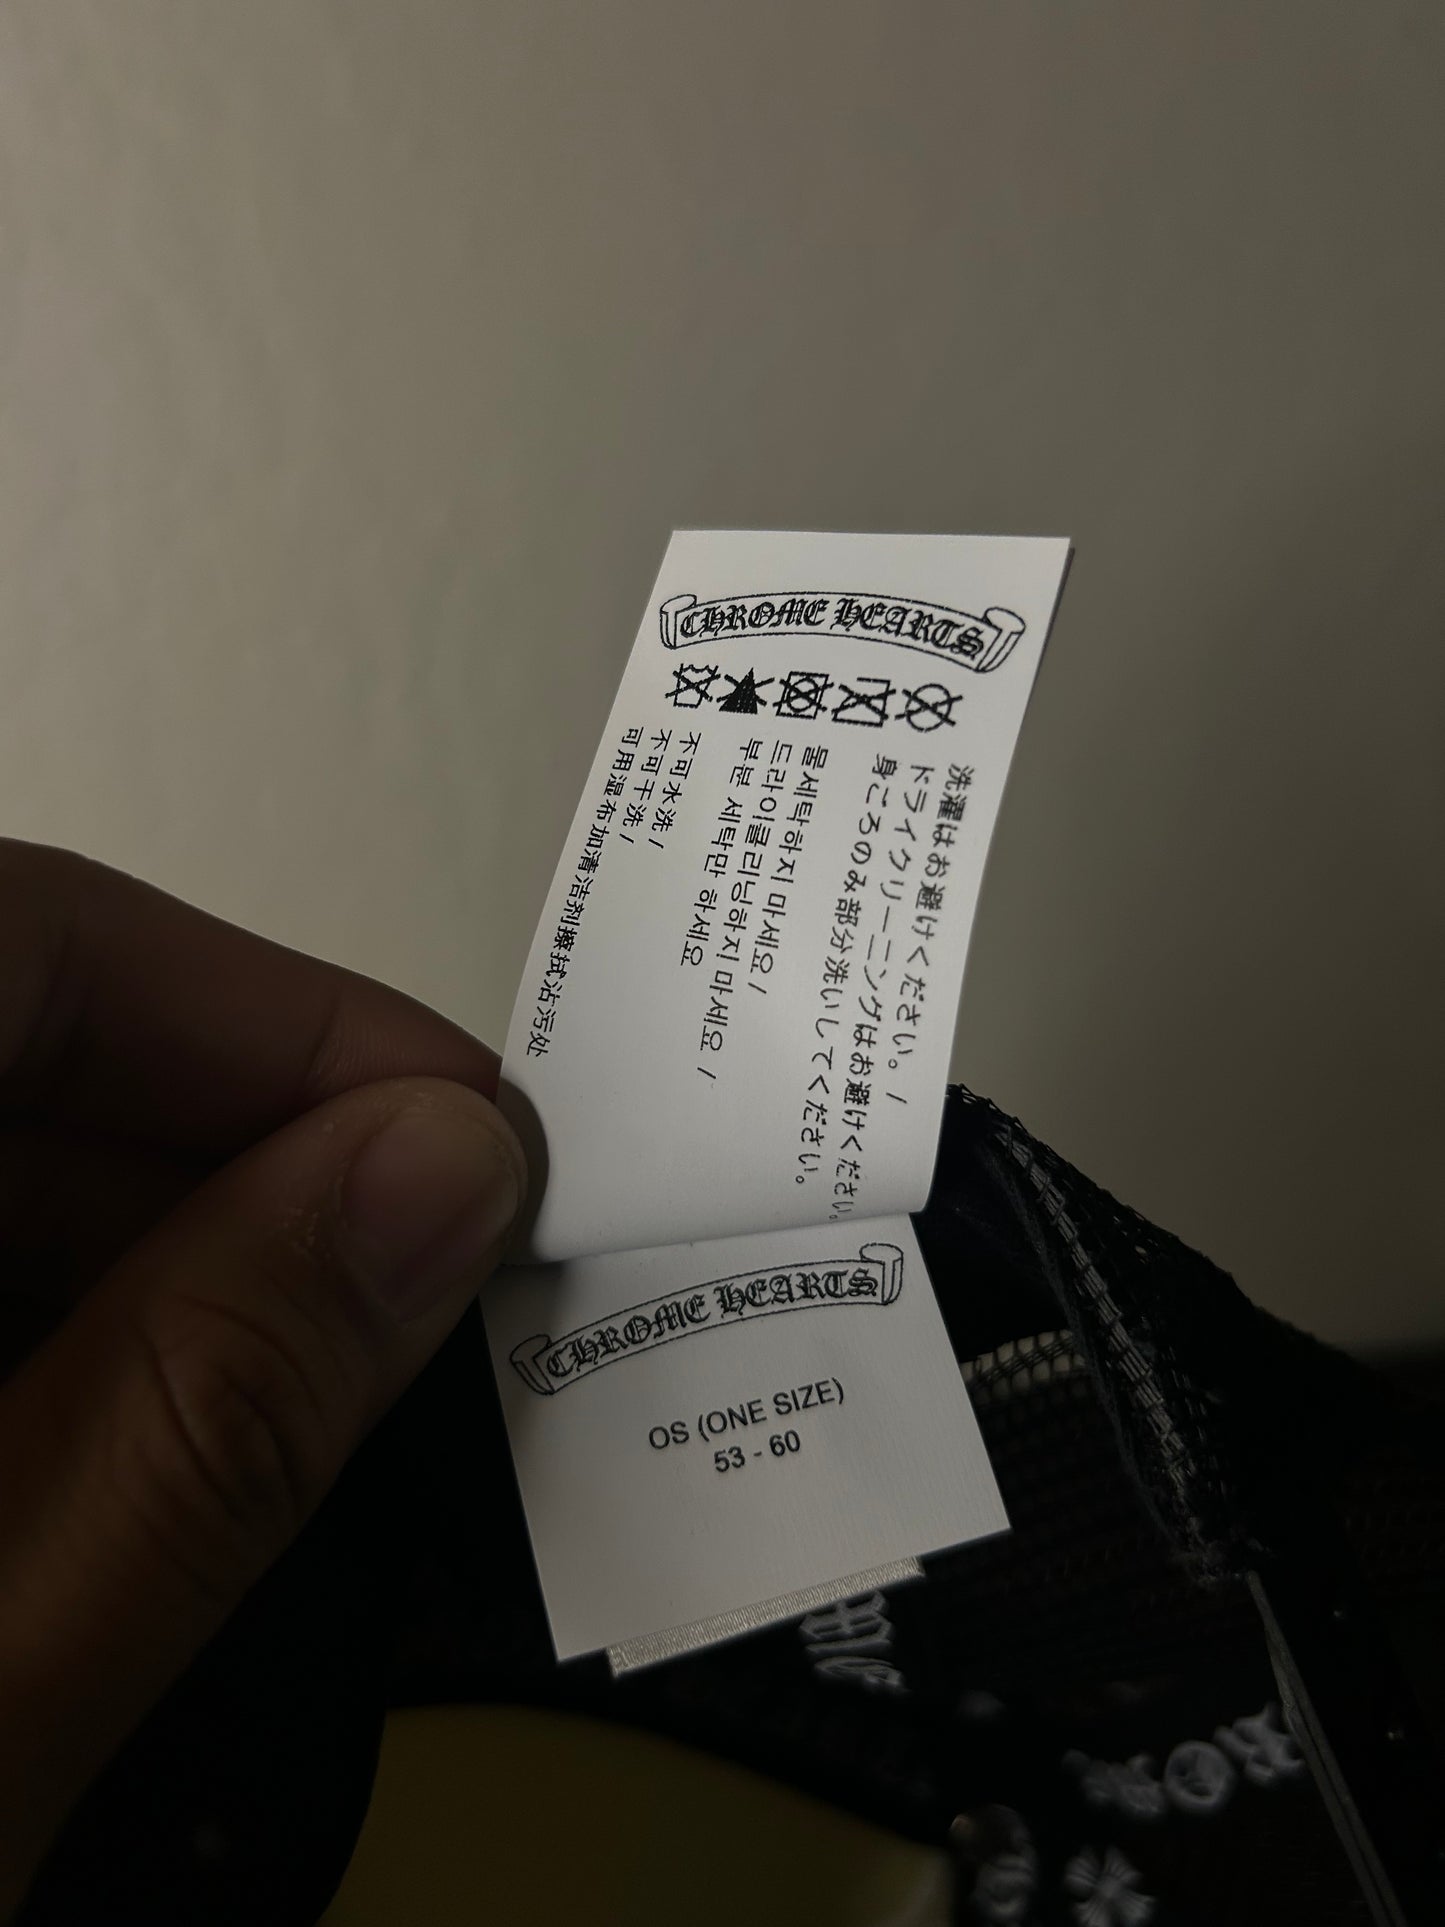 CHROME HEARTS
洗濯はお避けください。 /
ドライクリーニングはお避けください。
身ころのみ部分洗いしてください。
물세탁하지 마세요 /
드라이클리닝하지 마세요 /
부분 세탁만 하세요
不可水洗 /
不可干洗 /
可用湿布加清洁剂擦拭沾污处
CHROME HEARTS
OS (ONE SIZE)
53 - 60